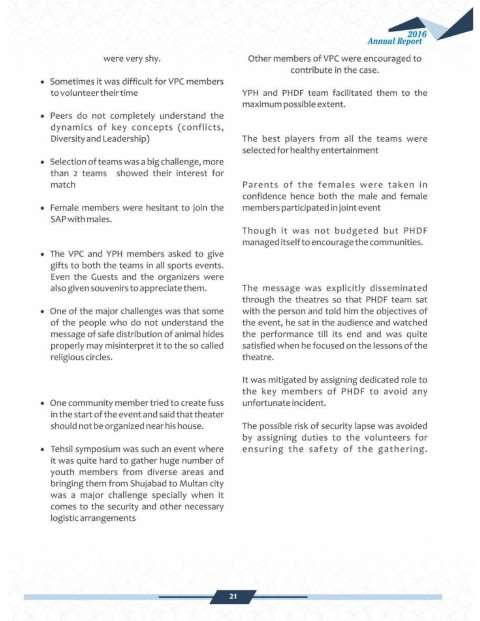 2016
Annual Report
were very shy.
• Sometimes it was difficult for VPC members
to volunteer their time
• Peers do not completely understand the
dynamics of key concepts (conflicts,
Diversity and Leadership)
• Selection of teams was a big challenge, more
than 2 teams showed their interest for
match
• Female members were hesitant to join the
SAP with males.
• The VPC and YPH members asked to give
gifts to both the teams in all sports events.
Even the Guests and the organizers were
also given souvenirs to appreciate them.
• One of the major challenges was that some
of the people who do not understand the
message of safe distribution of animal hides
properly may misinterpret it to the so called
religious circles.
• One community member tried to create fuss
in the start of the event and said that theater
should not be organized near his house.
• Tehsil symposium was such an event where
it was quite hard to gather huge number of
youth members from diverse areas and
bringing them from Shujabad to Multan city
was a major challenge specially when it
comes to the security and other necessary
logistic arrangements
Other members of VPC were encouraged to
contribute in the case.
YPH and PHDF team facilitated them to the
maximum possible extent.
The best players from all the teams were
selected for healthy entertainment
Parents of the females were taken in
confidence hence both the male and female
members participated in joint event
Though it was not budgeted but PHDF
managed itself to encourage the communities.
The message was explicitly disseminated
through the theatres so that PHDF team sat
with the person and told him the objectives of
the event, he sat in the audience and watched
the performance till its end and was quite
satisfied when he focused on the lessons of the
theatre.
It was mitigated by assigning dedicated role to
the key members of PHDF to avoid any
unfortunate incident.
The possible risk of security lapse was avoided
by assigning duties to the volunteers for
ensuring the safety of the gathering.
21